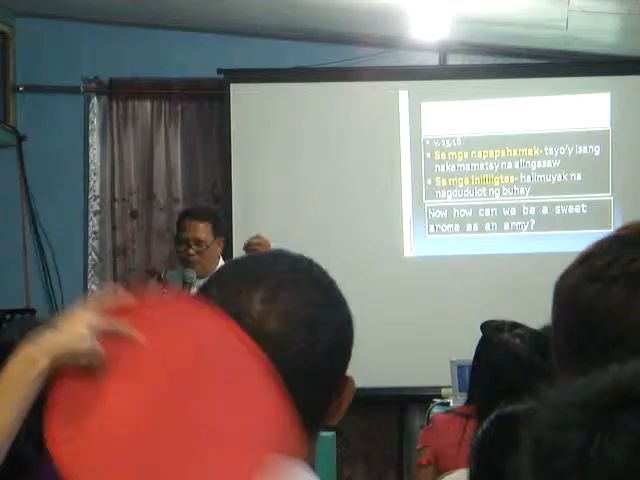 v. 15,16
Sa mga napapahamak- tayo'y isang
nakamamatay na alingasaw
Sa mga inililigtas- halimuyak na
nagdudulot ng buhay
Now how can we be a sweet
aroma as an army?